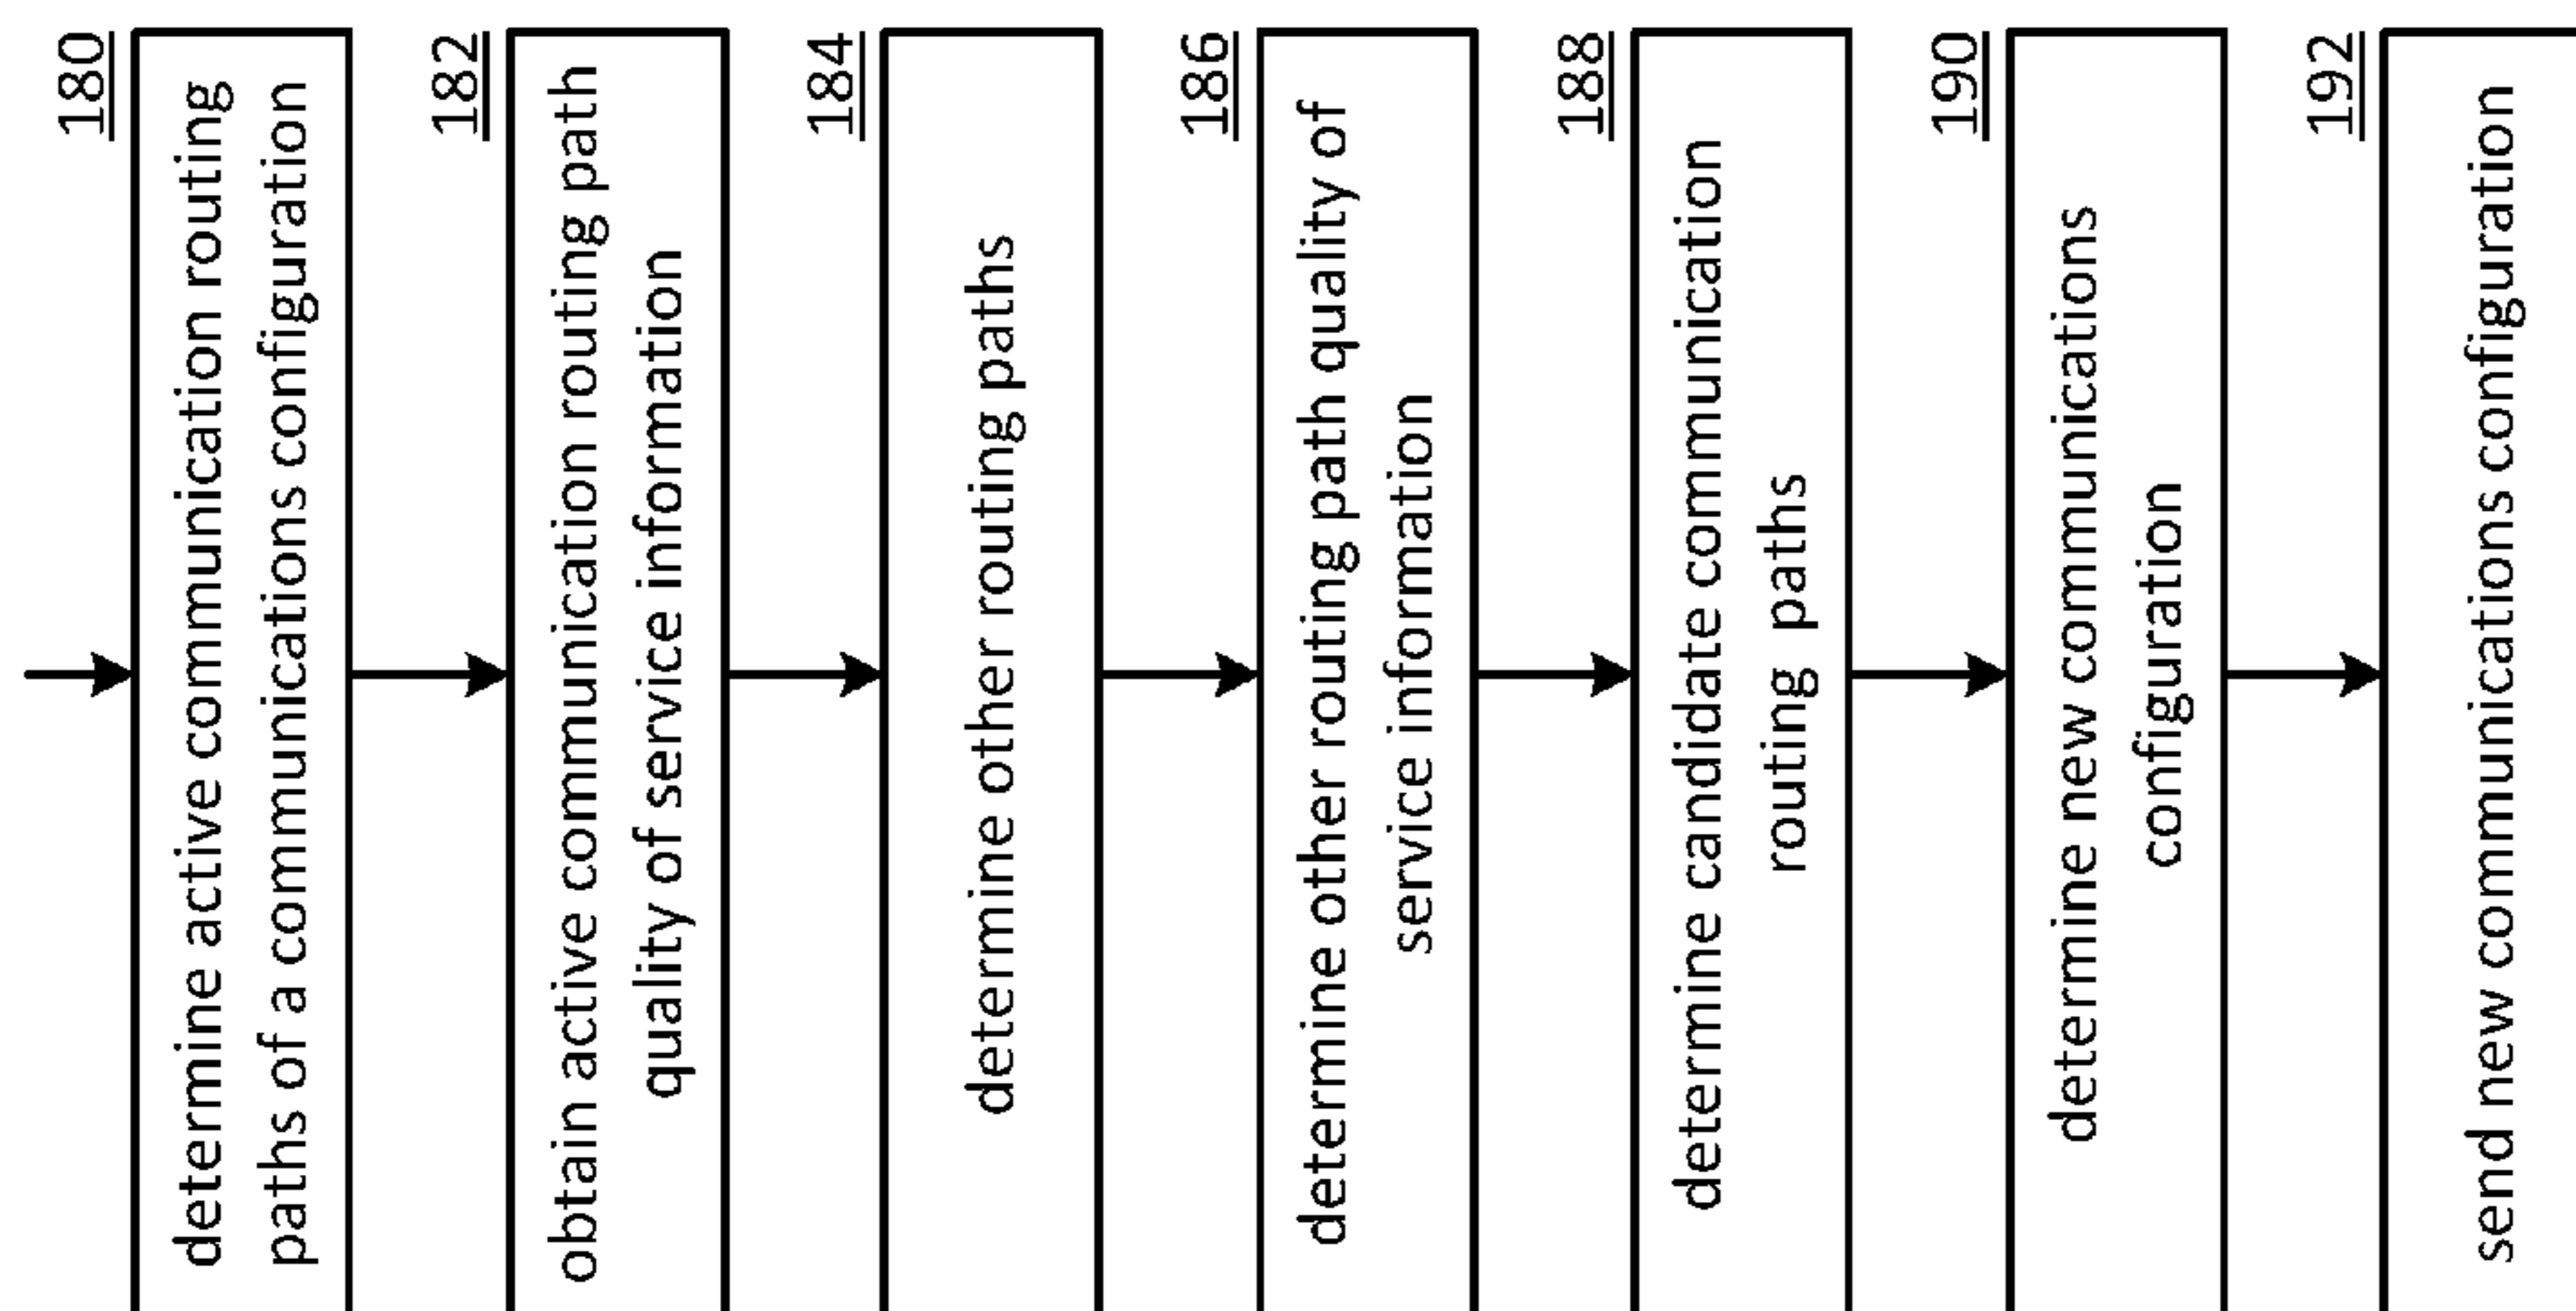 180
determine active communication routing
paths of a communications configuration
182
obtain active communication routing path
quality of service information
184
determine other routing paths
186
determine other routing path quality of
service information
188
determine candidate communication
routing paths
190
determine new communications
configuration
192
send new communications configuration